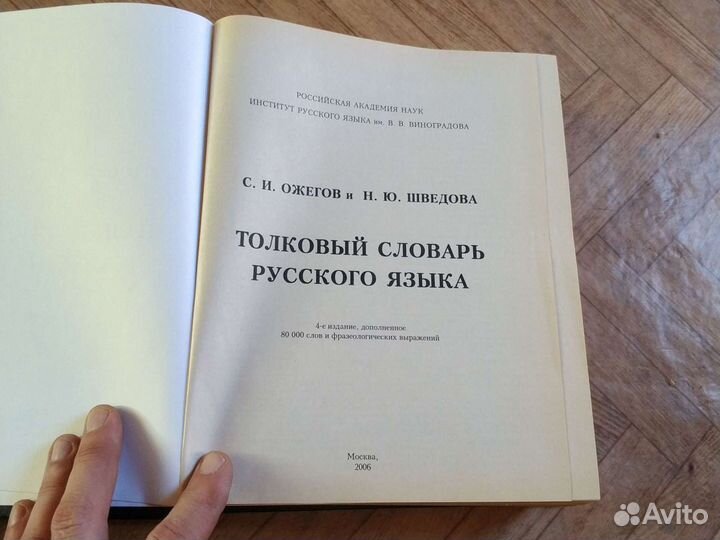 РОССИЙСКАЯ АКАДЕМИЯ НАУК
ИНСТИТУТ РУССКОГО ЯЗЫКА им. В. В. ВИНОГРАДОВА
С. И. ОЖЕГОВ и Н. Ю. ШВЕДОВА
ТОЛКОВЫЙ СЛОВАРЬ
РУССКОГО ЯЗЫКА
4-е издание, дополненное
80 000 слов и фразеологических выражений
Москва,
2006
Avito